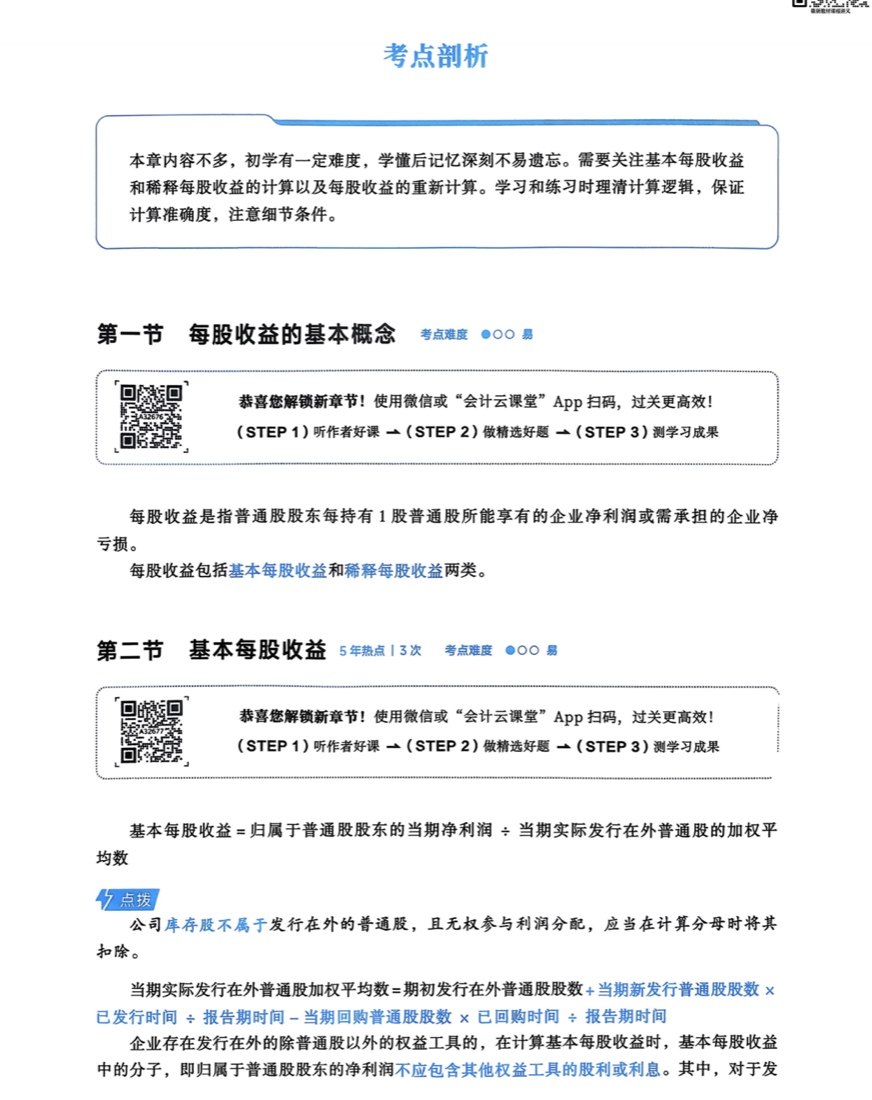 考点剖析
本章内容不多，初学有一定难度，学懂后记忆深刻不易遗忘。需要关注基本每股收益
和稀释每股收益的计算以及每股收益的重新计算。学习和练习时理清计算逻辑，保证
计算准确度，注意细节条件。
第一节 每股收益的基本概念 考点难度 ●○○ 易
A32676
恭喜您解锁新章节！使用微信或“会计云课堂”App 扫码，过关更高效！
（STEP 1）听作者好课 ⇀（STEP 2）做精选好题 ⇀（STEP 3）测学习成果
每股收益是指普通股股东每持有 1 股普通股所能享有的企业净利润或需承担的企业净
亏损。
每股收益包括基本每股收益和稀释每股收益两类。
第二节 基本每股收益 5 年热点 | 3 次 考点难度 ●○○ 易
A32677
恭喜您解锁新章节！使用微信或“会计云课堂”App 扫码，过关更高效！
（STEP 1）听作者好课 ⇀（STEP 2）做精选好题 ⇀（STEP 3）测学习成果
基本每股收益 = 归属于普通股股东的当期净利润 ÷ 当期实际发行在外普通股的加权平
均数
点拨
公司库存股不属于发行在外的普通股，且无权参与利润分配，应当在计算分母时将其
扣除。
当期实际发行在外普通股加权平均数=期初发行在外普通股股数+当期新发行普通股股数 ×
已发行时间 ÷ 报告期时间 – 当期回购普通股股数 × 已回购时间 ÷ 报告期时间
企业存在发行在外的除普通股以外的权益工具的，在计算基本每股收益时，基本每股收益
中的分子，即归属于普通股股东的净利润不应包含其他权益工具的股利或利息。其中，对于发